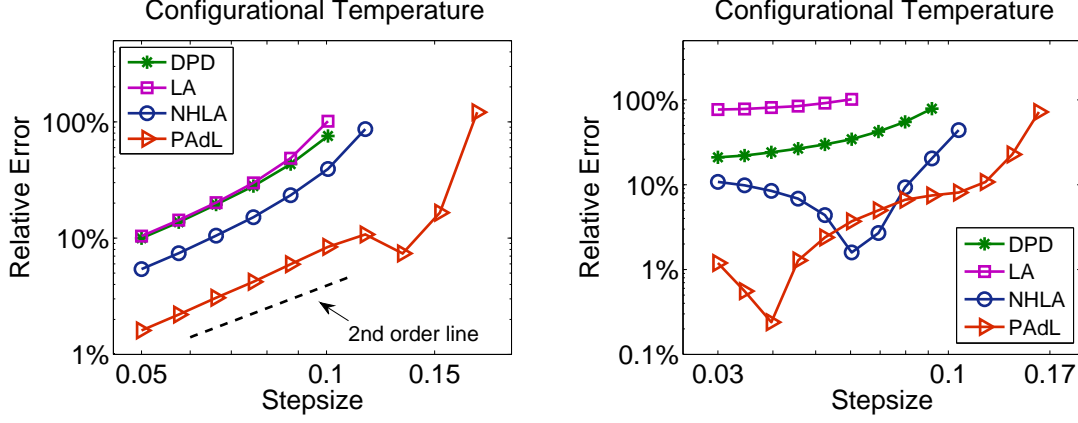 Configurational Temperature
Relative Error
100%
10%
1%
DPD
LA
NHLA
PAdL
2nd order line
0.05
0.1
0.15
Stepsize
Configurational Temperature
Relative Error
100%
10%
1%
0.1%
DPD
LA
NHLA
PAdL
0.03
0.1
0.17
Stepsize